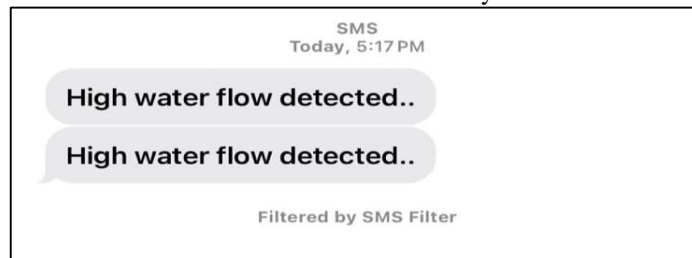 SMS
Today, 5:17 PM
High water flow detected..
High water flow detected..
Filtered by SMS Filter